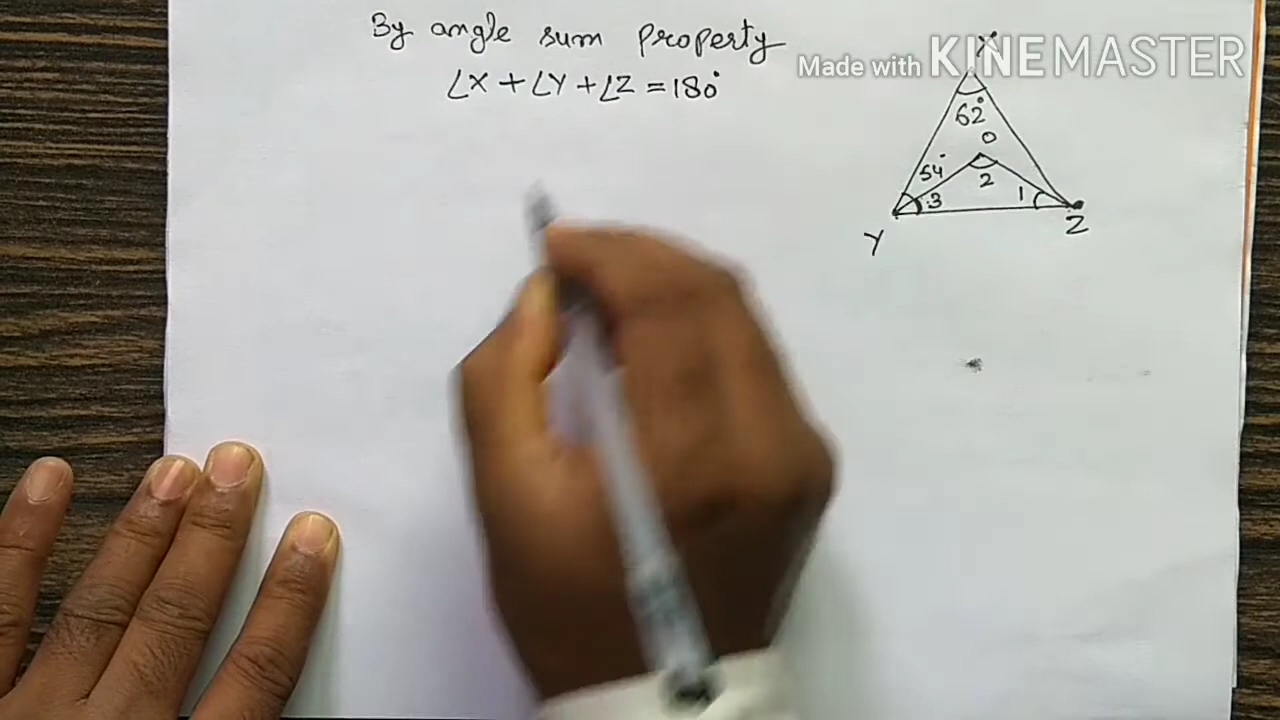 By angle sum property
∠X + ∠Y + ∠Z = 180°
Made with KINEMASTER
X
62°
O
54°
2
3
1
Y
Z